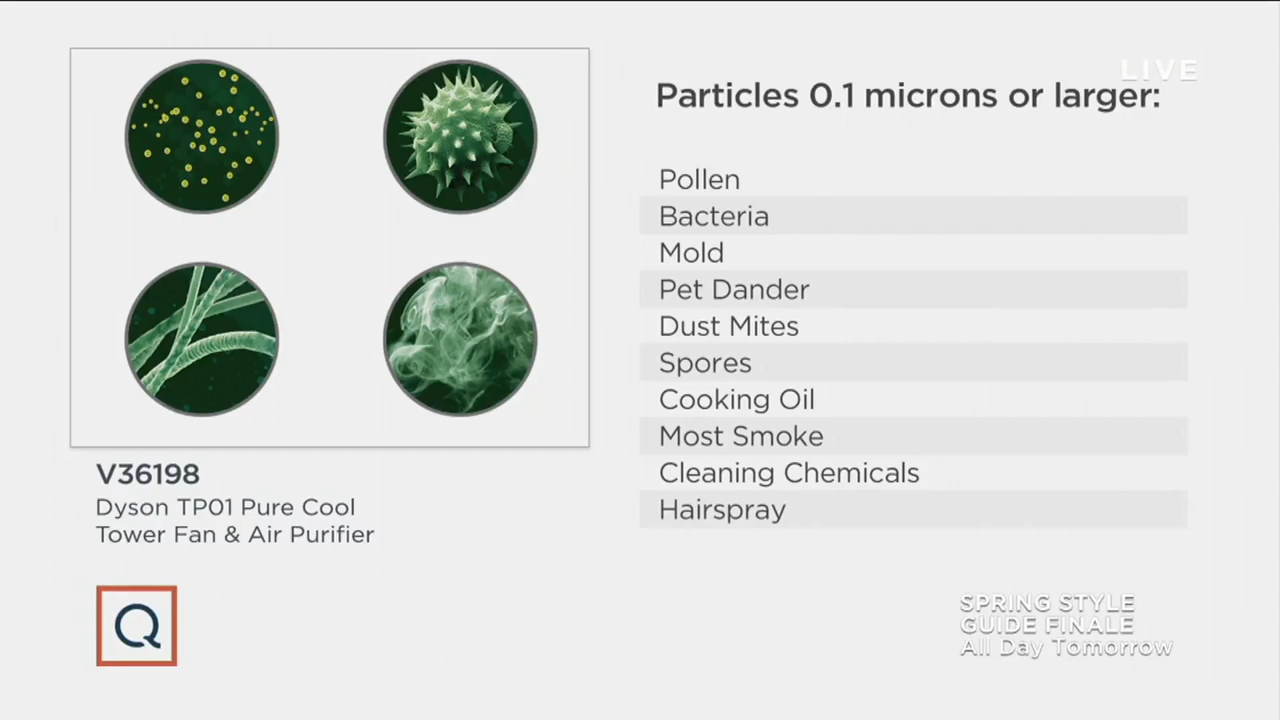 LIVE
Particles 0.1 microns or larger:
Pollen
Bacteria
Mold
Pet Dander
Dust Mites
Spores
Cooking Oil
Most Smoke
Cleaning Chemicals
Hairspray
V36198
Dyson TP01 Pure Cool
Tower Fan & Air Purifier
Q
SPRING STYLE
GUIDE FINALE
All Day Tomorrow